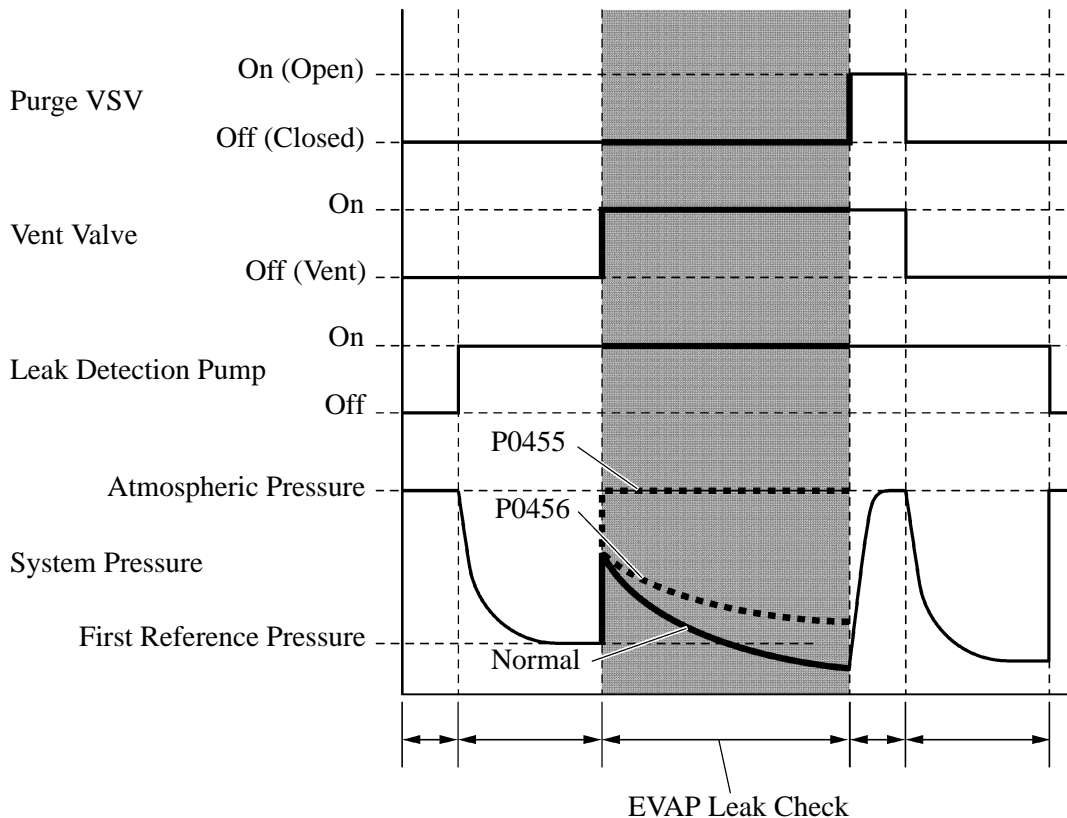 On (Open)
Purge VSV
Off (Closed)
On
Vent Valve
Off (Vent)
On
Leak Detection Pump
Off
P0455
Atmospheric Pressure
P0456
System Pressure
First Reference Pressure
Normal
EVAP Leak Check